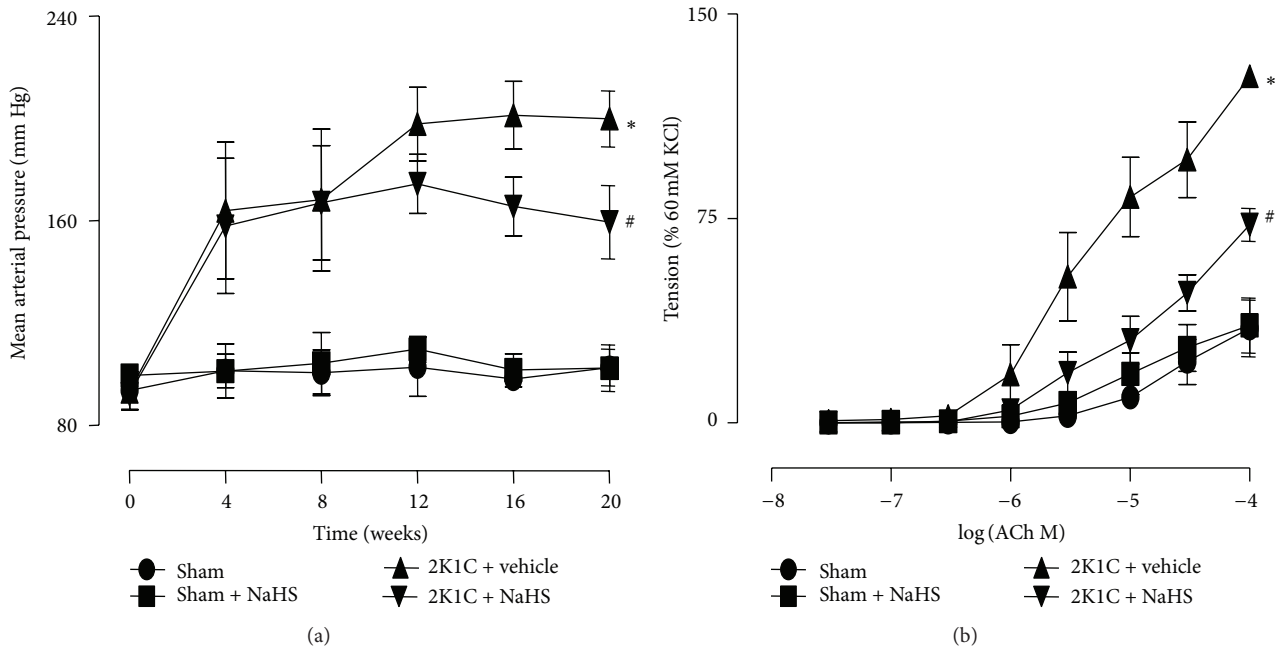 240
160
80
Mean arterial pressure (mm Hg)
*
#
0 4 8 12 16 20
Time (weeks)
Sham
Sham + NaHS
2K1C + vehicle
2K1C + NaHS
(a)
150
75
0
Tension (% 60 mM KCl)
*
#
−8 −7 −6 −5 −4
log (ACh M)
Sham
Sham + NaHS
2K1C + vehicle
2K1C + NaHS
(b)